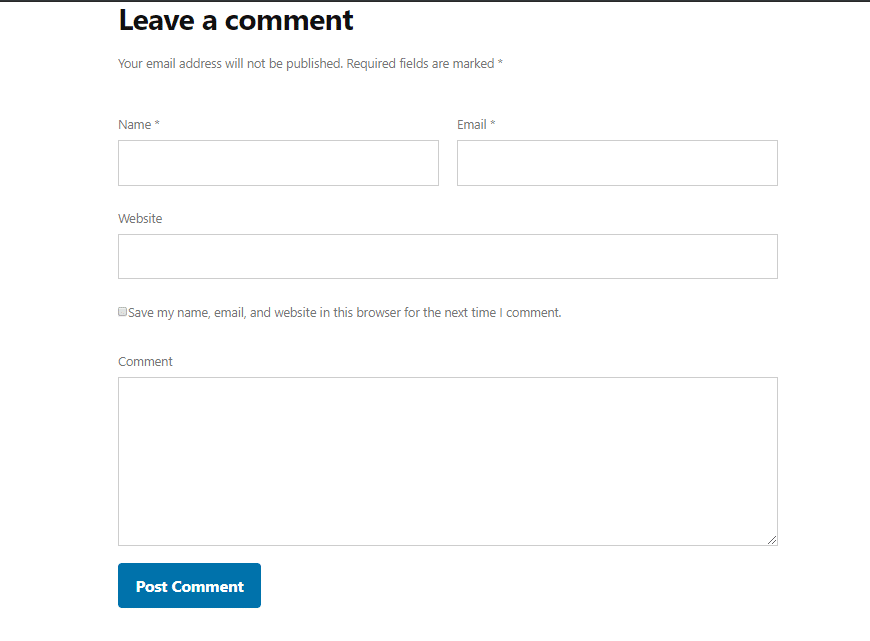 Leave a comment
Your email address will not be published. Required fields are marked *
Name *
Email *
Website
Save my name, email, and website in this browser for the next time I comment.
Comment
Post Comment